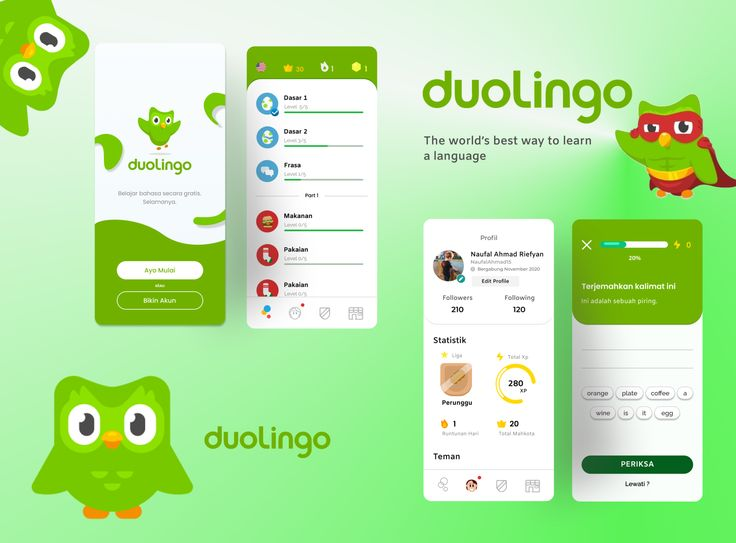 duolingo
Belajar bahasa secara gratis.
Selamanya.
Ayo Mulai
atau
Bikin Akun
30
1
1
Dasar 1
Level 5/5
Dasar 2
Level 3/5
Frasa
Level 1/5
Part 1
Makanan
Level 0/5
Pakaian
Level 0/5
Pakaian
Level 0/5
duolingo
The world's best way to learn
a language
Profil
Naufal Ahmad Riefyan
NaufalAhmad15
Bergabung November 2020
Edit Profile
Followers
Following
210
120
Statistik
Liga
Total Xp
280
XP
Perunggu
1
20
Runtunan Hari
Total Mahkota
Teman
0
20%
Terjemahkan kalimat ini
Ini adalah sebuah piring.
orange plate coffee a
wine is it egg
PERIKSA
Lewati ?
duolingo